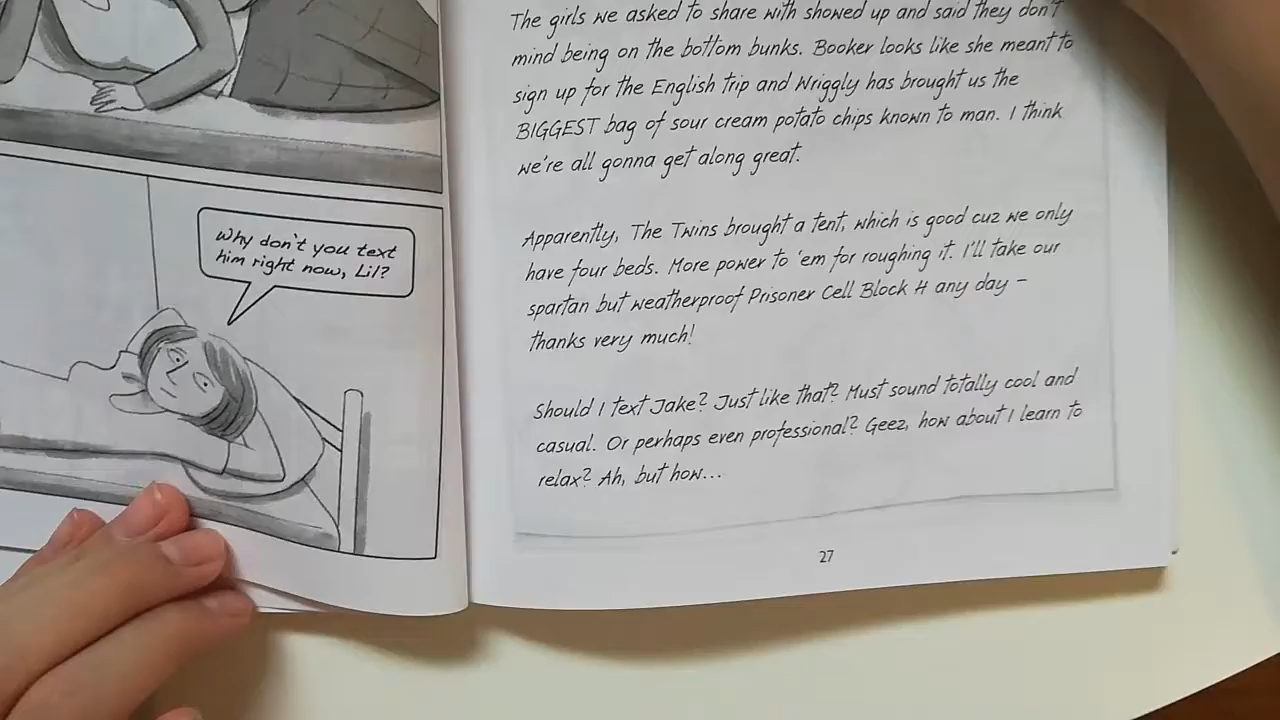 Why don't you text
him right now, Lil?
The girls we asked to share with showed up and said they don't
mind being on the bottom bunks. Booker looks like she meant to
sign up for the English trip and Wriggly has brought us the
BIGGEST bag of sour cream potato chips known to man. I think
we're all gonna get along great.
Apparently, The Twins brought a tent, which is good cuz we only
have four beds. More power to 'em for roughing it. I'll take our
spartan but weatherproof Prisoner Cell Block H any day –
thanks very much!
Should I text Jake? Just like that? Must sound totally cool and
casual. Or perhaps even professional? Geez, how about I learn to
relax? Ah, but how...
27